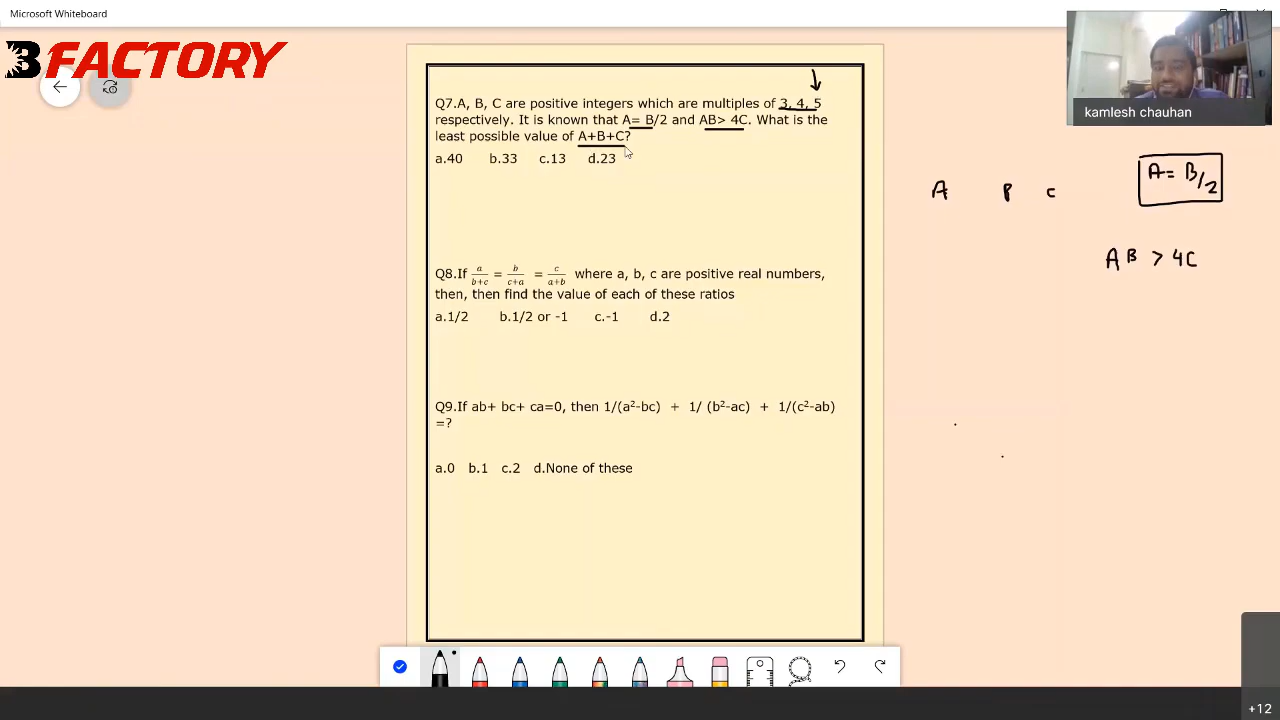 Microsoft Whiteboard
3FACTORY
kamlesh chauhan
Q7.A, B, C are positive integers which are multiples of 3, 4, 5
respectively. It is known that A= B/2 and AB> 4C. What is the
least possible value of A+B+C?
a.40 b.33 c.13 d.23
A B C
A = B/2
AB > 4C
Q8.If a/b+c = b/c+a = c/a+b where a, b, c are positive real numbers,
then, then find the value of each of these ratios
a.1/2 b.1/2 or -1 c.-1 d.2
Q9.If ab+ bc+ ca=0, then 1/(a²-bc) + 1/ (b²-ac) + 1/(c²-ab)
=?
a.0 b.1 c.2 d.None of these
+12